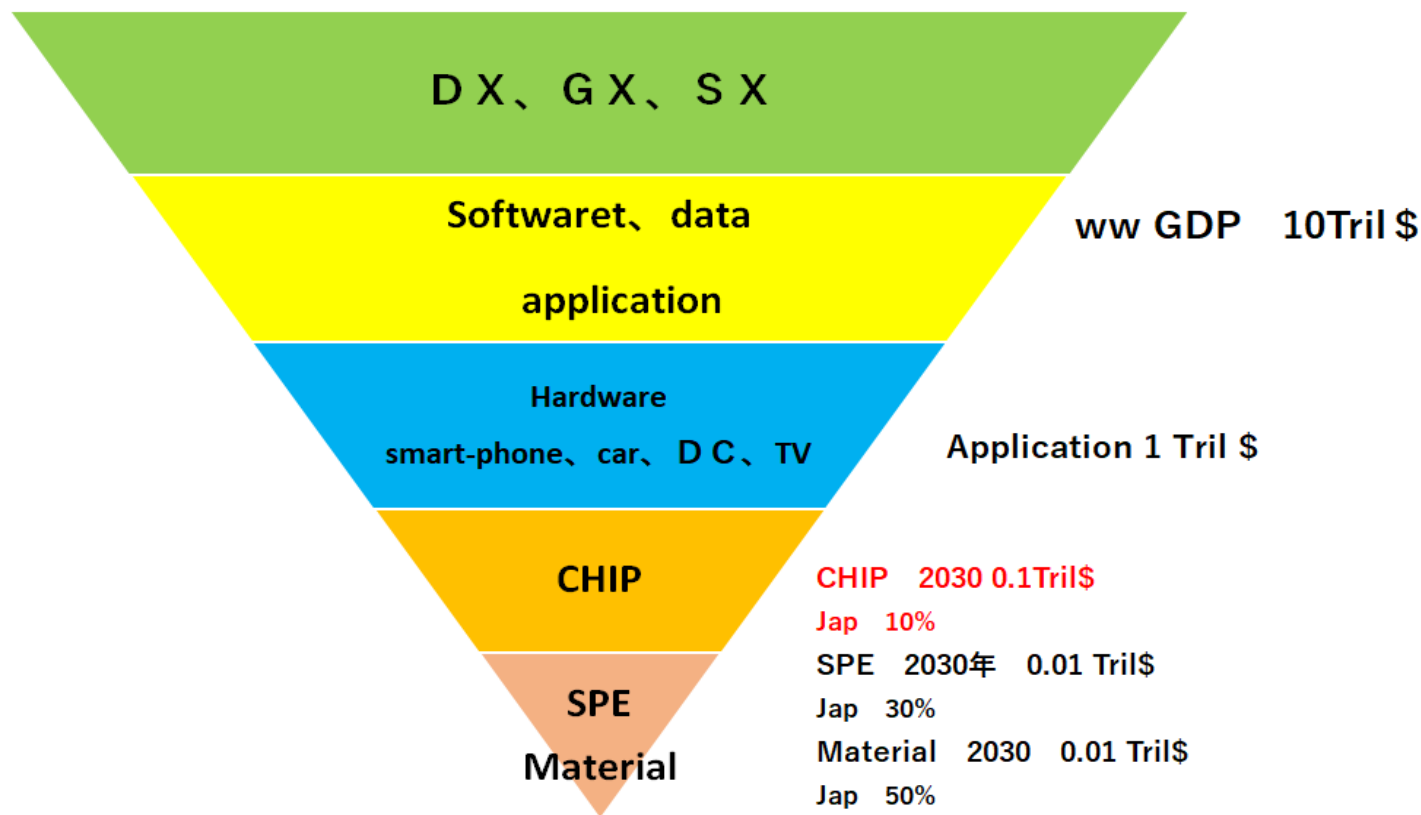 ＤＸ、ＧＸ、ＳＸ
Softwaret、data
application
ww GDP　10Tril＄
Hardware
smart-phone、car、ＤＣ、TV
Application 1 Tril $
CHIP
CHIP　2030 0.1Tril$
Jap　10%
SPE　2030年　0.01 Tril$
Jap　30%
Material　2030　0.01 Tril$
Jap　50%
SPE
Material